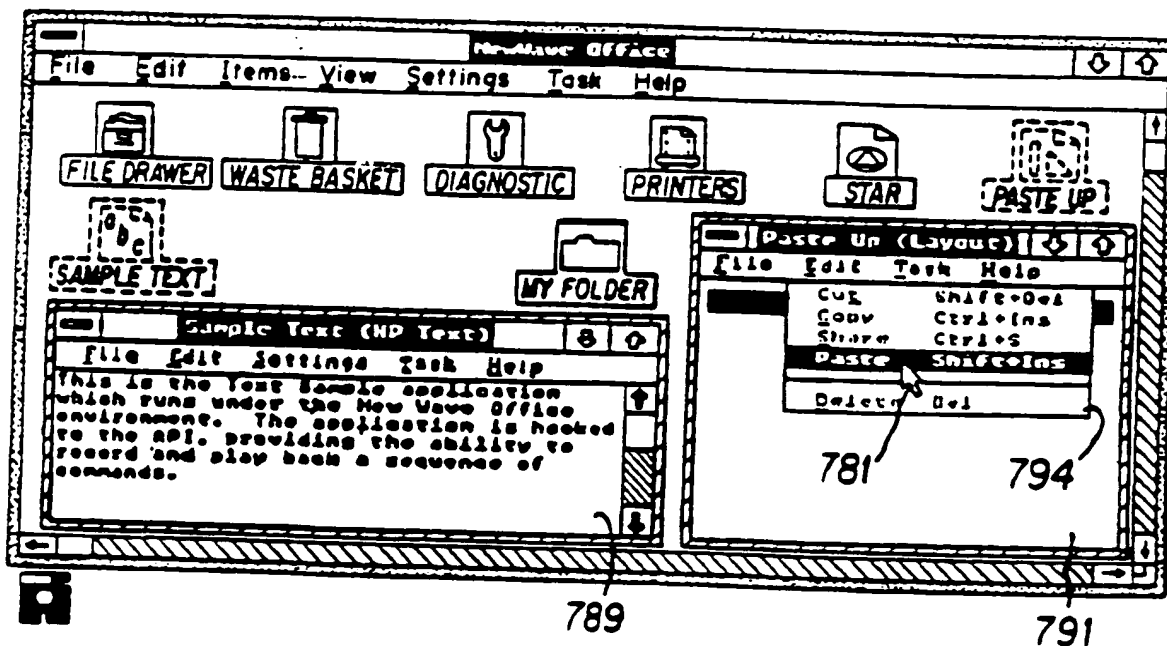 NewWave Office
File Edit Items View Settings Task Help
FILE DRAWER WASTE BASKET DIAGNOSTIC PRINTERS STAR PASTE UP
SAMPLE TEXT MY FOLDER
Paste Up (Layout)
File Edit Task Help
Cut Shift+Del
Copy Ctrl+Ins
Share Ctrl+S
Paste Shift+Ins
Delete Del
Sample Text (HP Text)
File Edit Settings Task Help
This is the Text Sample application
which runs under the New Wave Office
environment. The application is hooked
to the API, providing the ability to
record and play back a sequence of
commands.
781 794
789 791